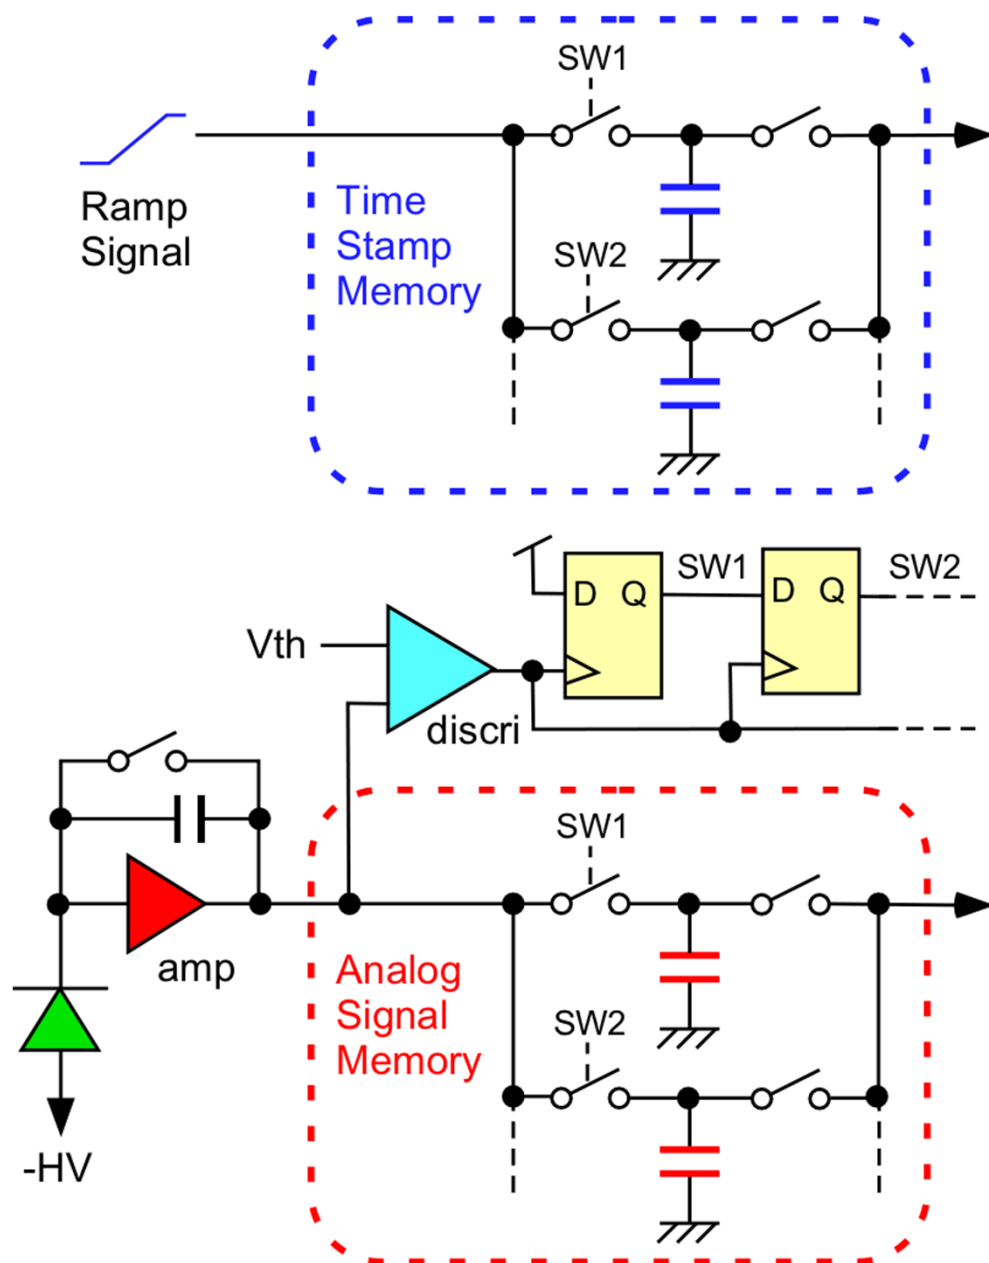 SW1
Ramp
Signal
Time
Stamp
Memory
SW2
D Q
SW1
D Q
SW2
Vth
discri
SW1
amp
Analog
Signal
Memory
SW2
-HV